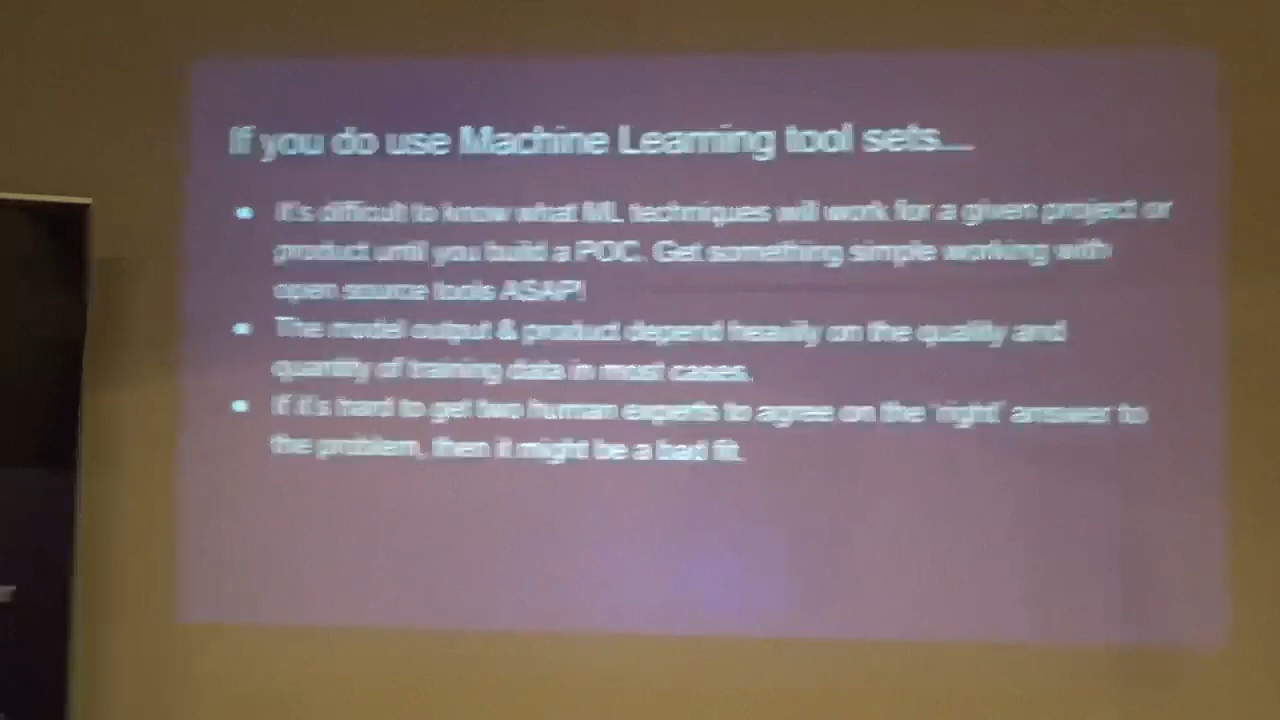 If you do use Machine Learning tool sets...
• It's difficult to know what ML techniques will work for a given project or
product until you build a POC. Get something simple working with
open source tools ASAP!
• The model output & product depend heavily on the quality and
quantity of training data in most cases.
• If it's hard to get two human experts to agree on the 'right' answer to
the problem, then it might be a bad fit.